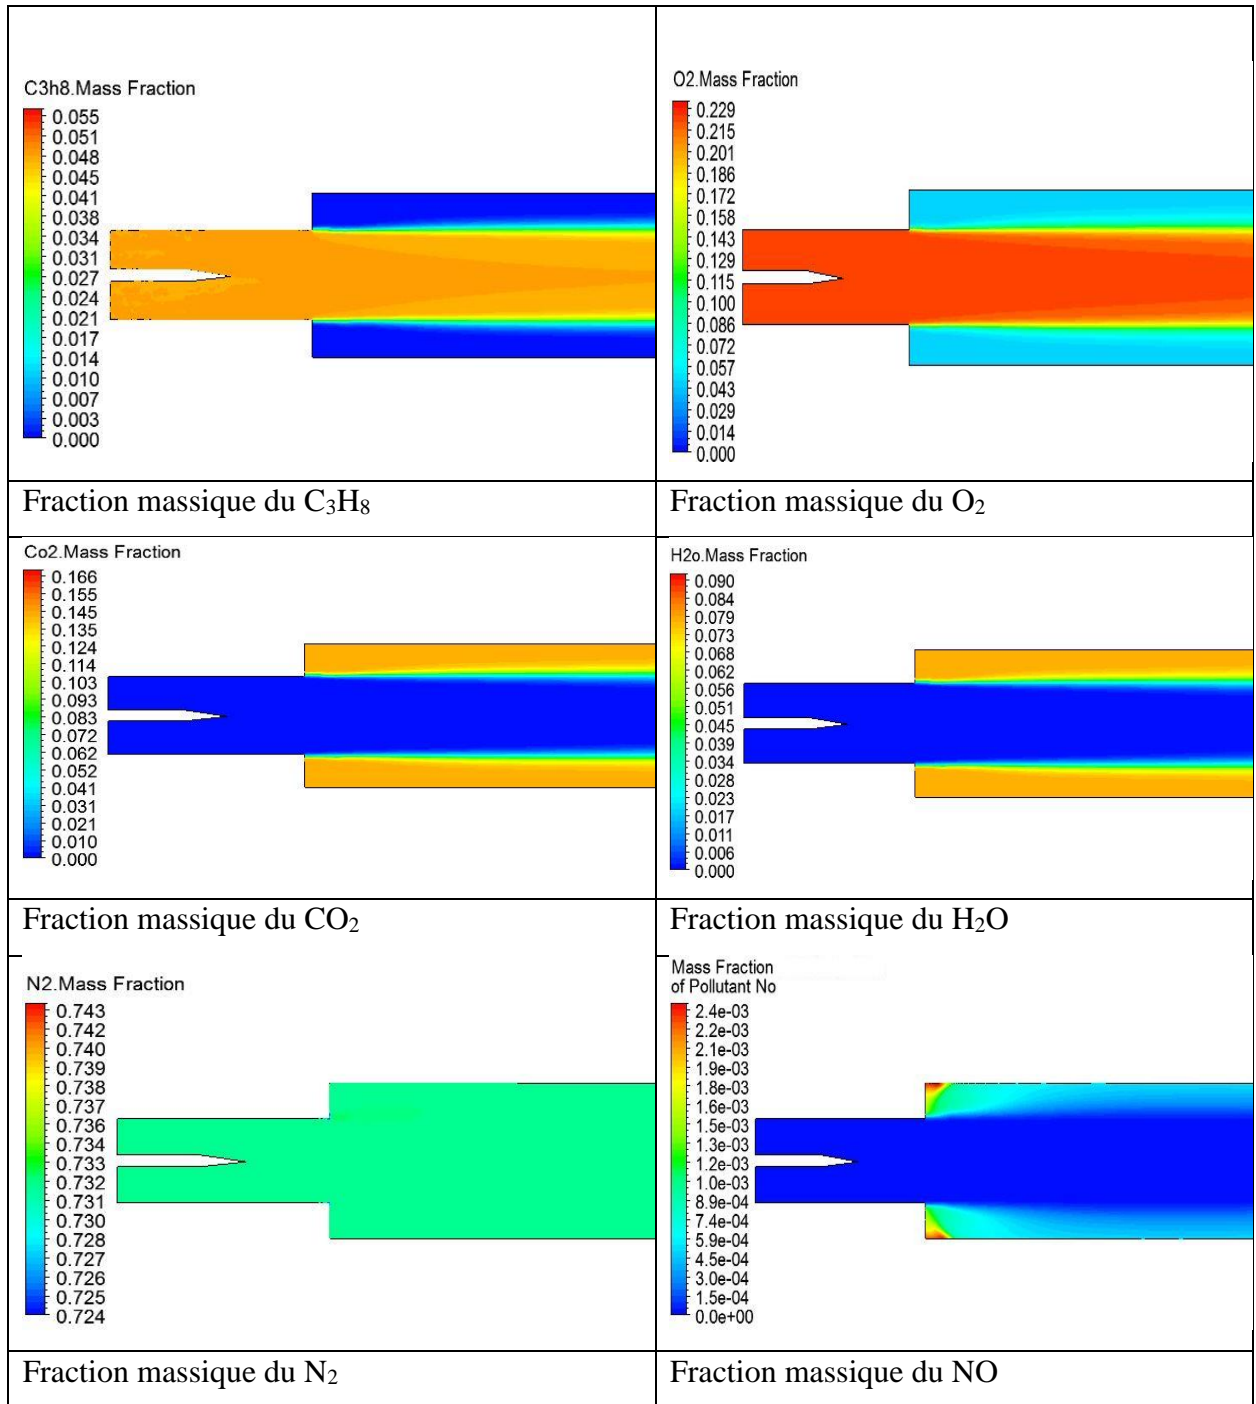 C3h8.Mass Fraction
0.055
0.051
0.048
0.045
0.041
0.038
0.034
0.031
0.027
0.024
0.021
0.017
0.014
0.010
0.007
0.003
0.000
O2.Mass Fraction
0.229
0.215
0.201
0.186
0.172
0.158
0.143
0.129
0.115
0.100
0.086
0.072
0.057
0.043
0.029
0.014
0.000
Fraction massique du C₃H₈
Fraction massique du O₂
Co2.Mass Fraction
0.166
0.155
0.145
0.135
0.124
0.114
0.103
0.093
0.083
0.072
0.062
0.052
0.041
0.031
0.021
0.010
0.000
H2o.Mass Fraction
0.090
0.084
0.079
0.073
0.068
0.062
0.056
0.051
0.045
0.039
0.034
0.028
0.023
0.017
0.011
0.006
0.000
Fraction massique du CO₂
Fraction massique du H₂O
N2.Mass Fraction
0.743
0.742
0.740
0.739
0.738
0.737
0.736
0.734
0.733
0.732
0.731
0.730
0.728
0.727
0.726
0.725
0.724
Mass Fraction
of Pollutant No
2.4e-03
2.2e-03
2.1e-03
1.9e-03
1.8e-03
1.6e-03
1.5e-03
1.3e-03
1.2e-03
1.0e-03
8.9e-04
7.4e-04
5.9e-04
4.5e-04
3.0e-04
1.5e-04
0.0e+00
Fraction massique du N₂
Fraction massique du NO